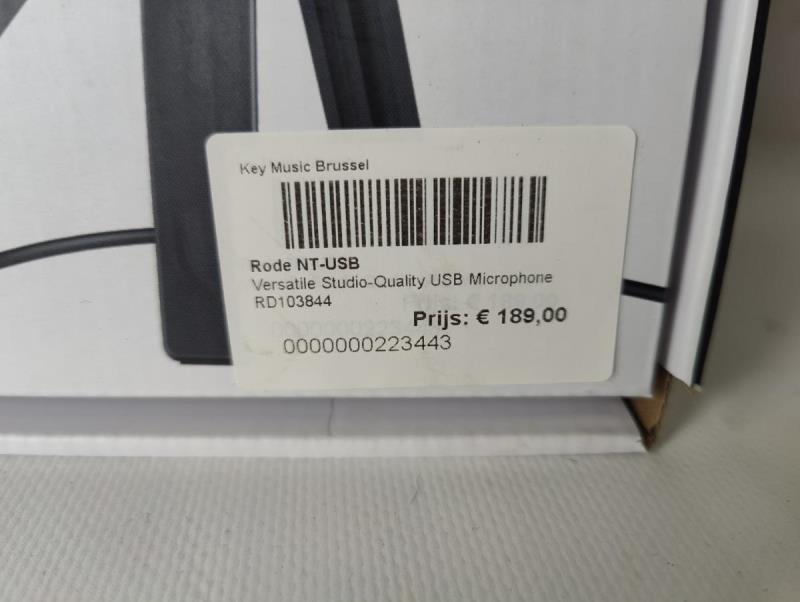 Key Music Brussel
Rode NT-USB
Versatile Studio-Quality USB Microphone
RD103844
Prijs: € 189,00
0000000223443